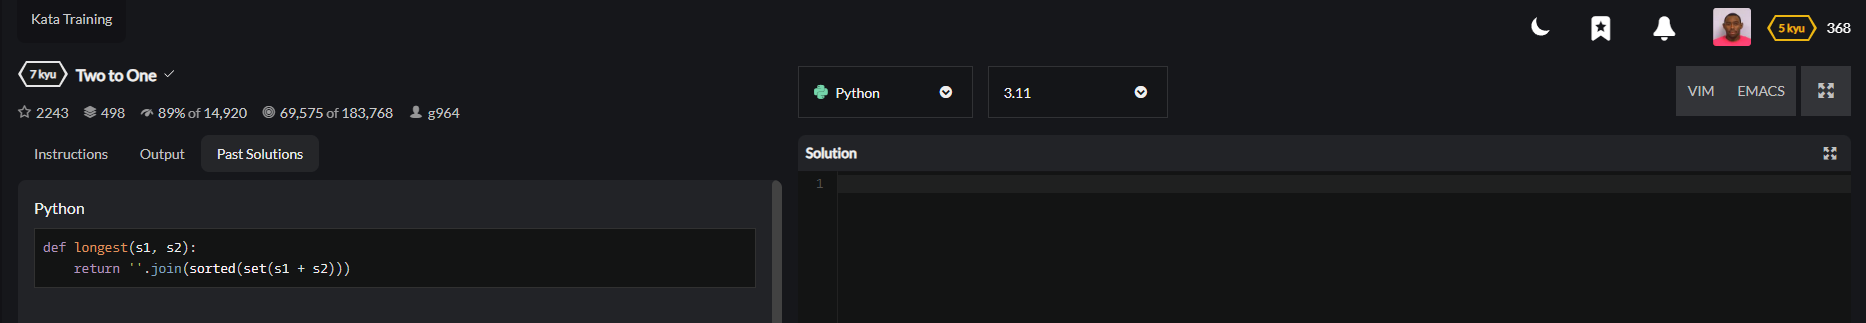 Kata Training
5 kyu 368
7 kyu Two to One
2243 498 89% of 14,920 69,575 of 183,768 g964
Python 3.11 VIM EMACS
Instructions Output Past Solutions
Solution
1
Python
def longest(s1, s2):
    return ''.join(sorted(set(s1 + s2)))